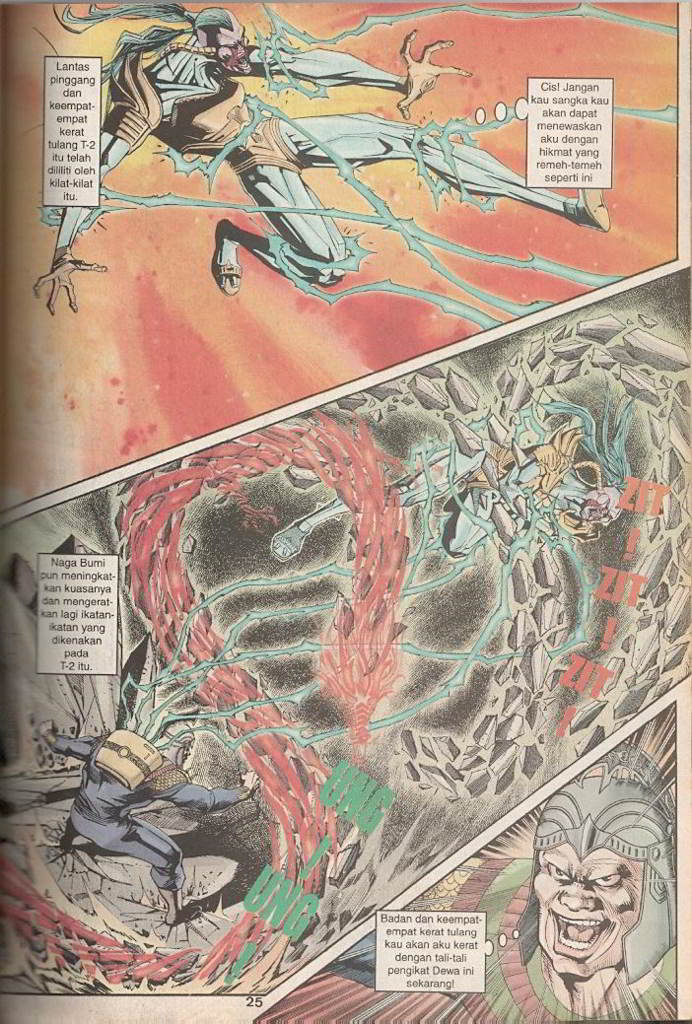 Lantas
pinggang
dan
keempat-
empat
kerat
tulang T-2
itu telah
dililiti oleh
kilat-kilat
itu.
Cis! Jangan
kau sangka kau
akan dapat
menewaskan
aku dengan
hikmat yang
remeh-temeh
seperti ini
ZIT
!
ZIT
!
ZIT
!
Naga Bumi
pun meningkat-
kan kuasanya
dan mengerat-
kan lagi ikatan-
ikatan yang
dikenakan
pada
T-2 itu.
UNG
!
UNG
!
Badan dan keempat-
empat kerat tulang
kau akan aku kerat
dengan tali-tali
pengikat Dewa ini
sekarang!
25